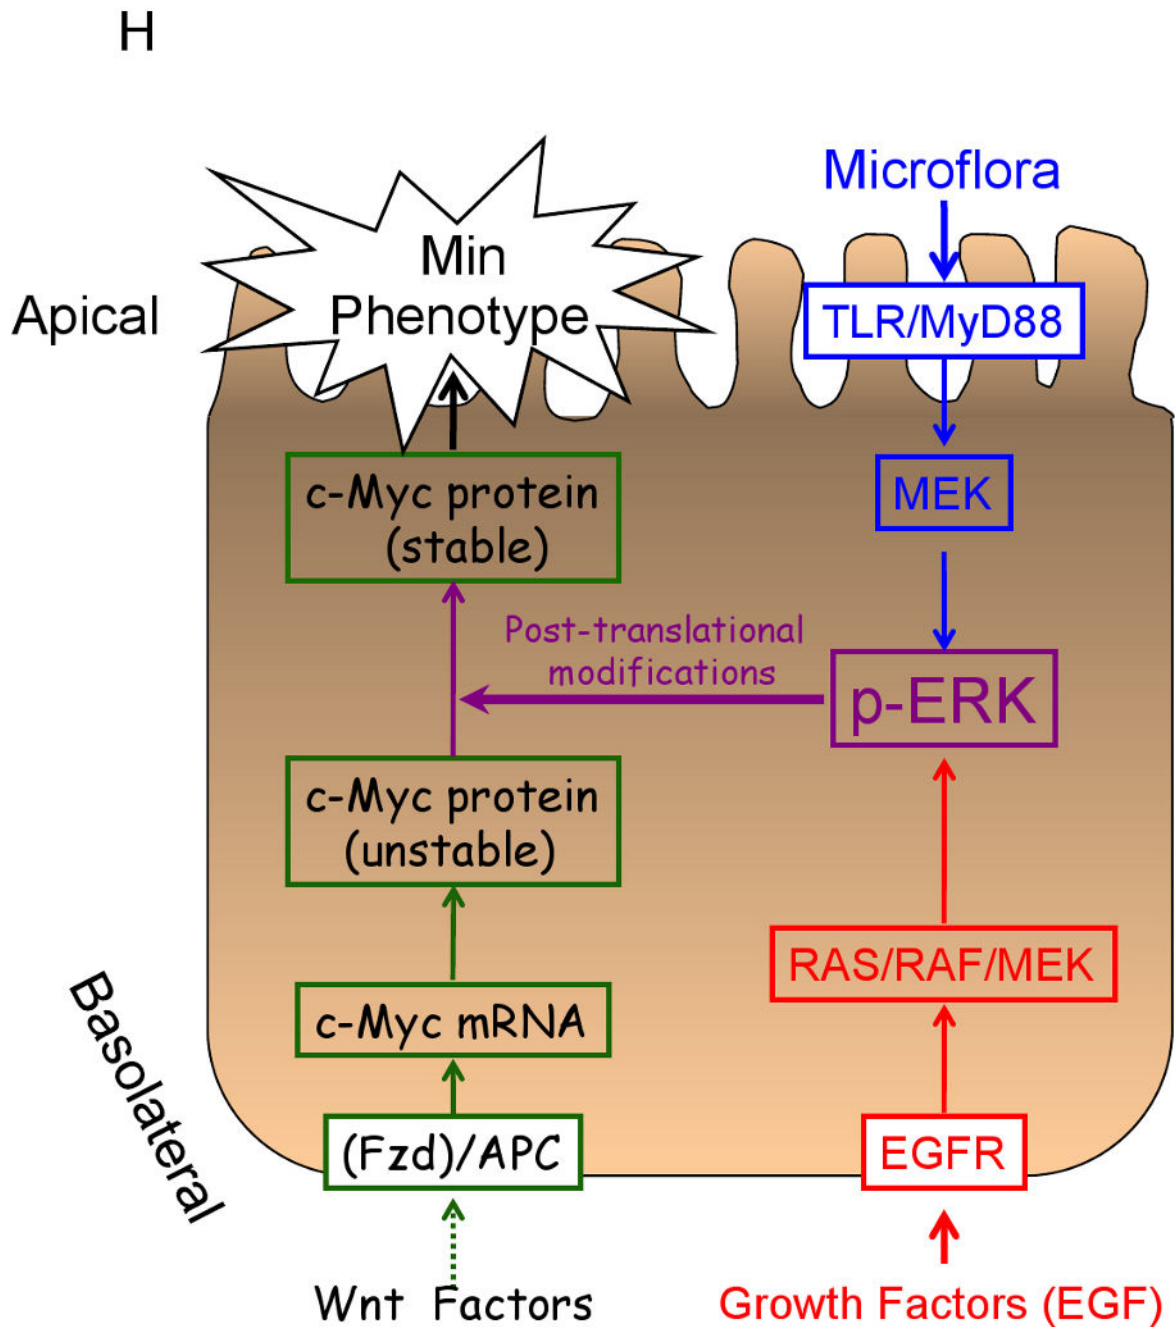 H
Microflora
Min
Phenotype
Apical
TLR/MyD88
c-Myc protein
(stable)
MEK
Post-translational
modifications
p-ERK
c-Myc protein
(unstable)
RAS/RAF/MEK
c-Myc mRNA
Basolateral
(Fzd)/APC
EGFR
Wnt Factors
Growth Factors (EGF)